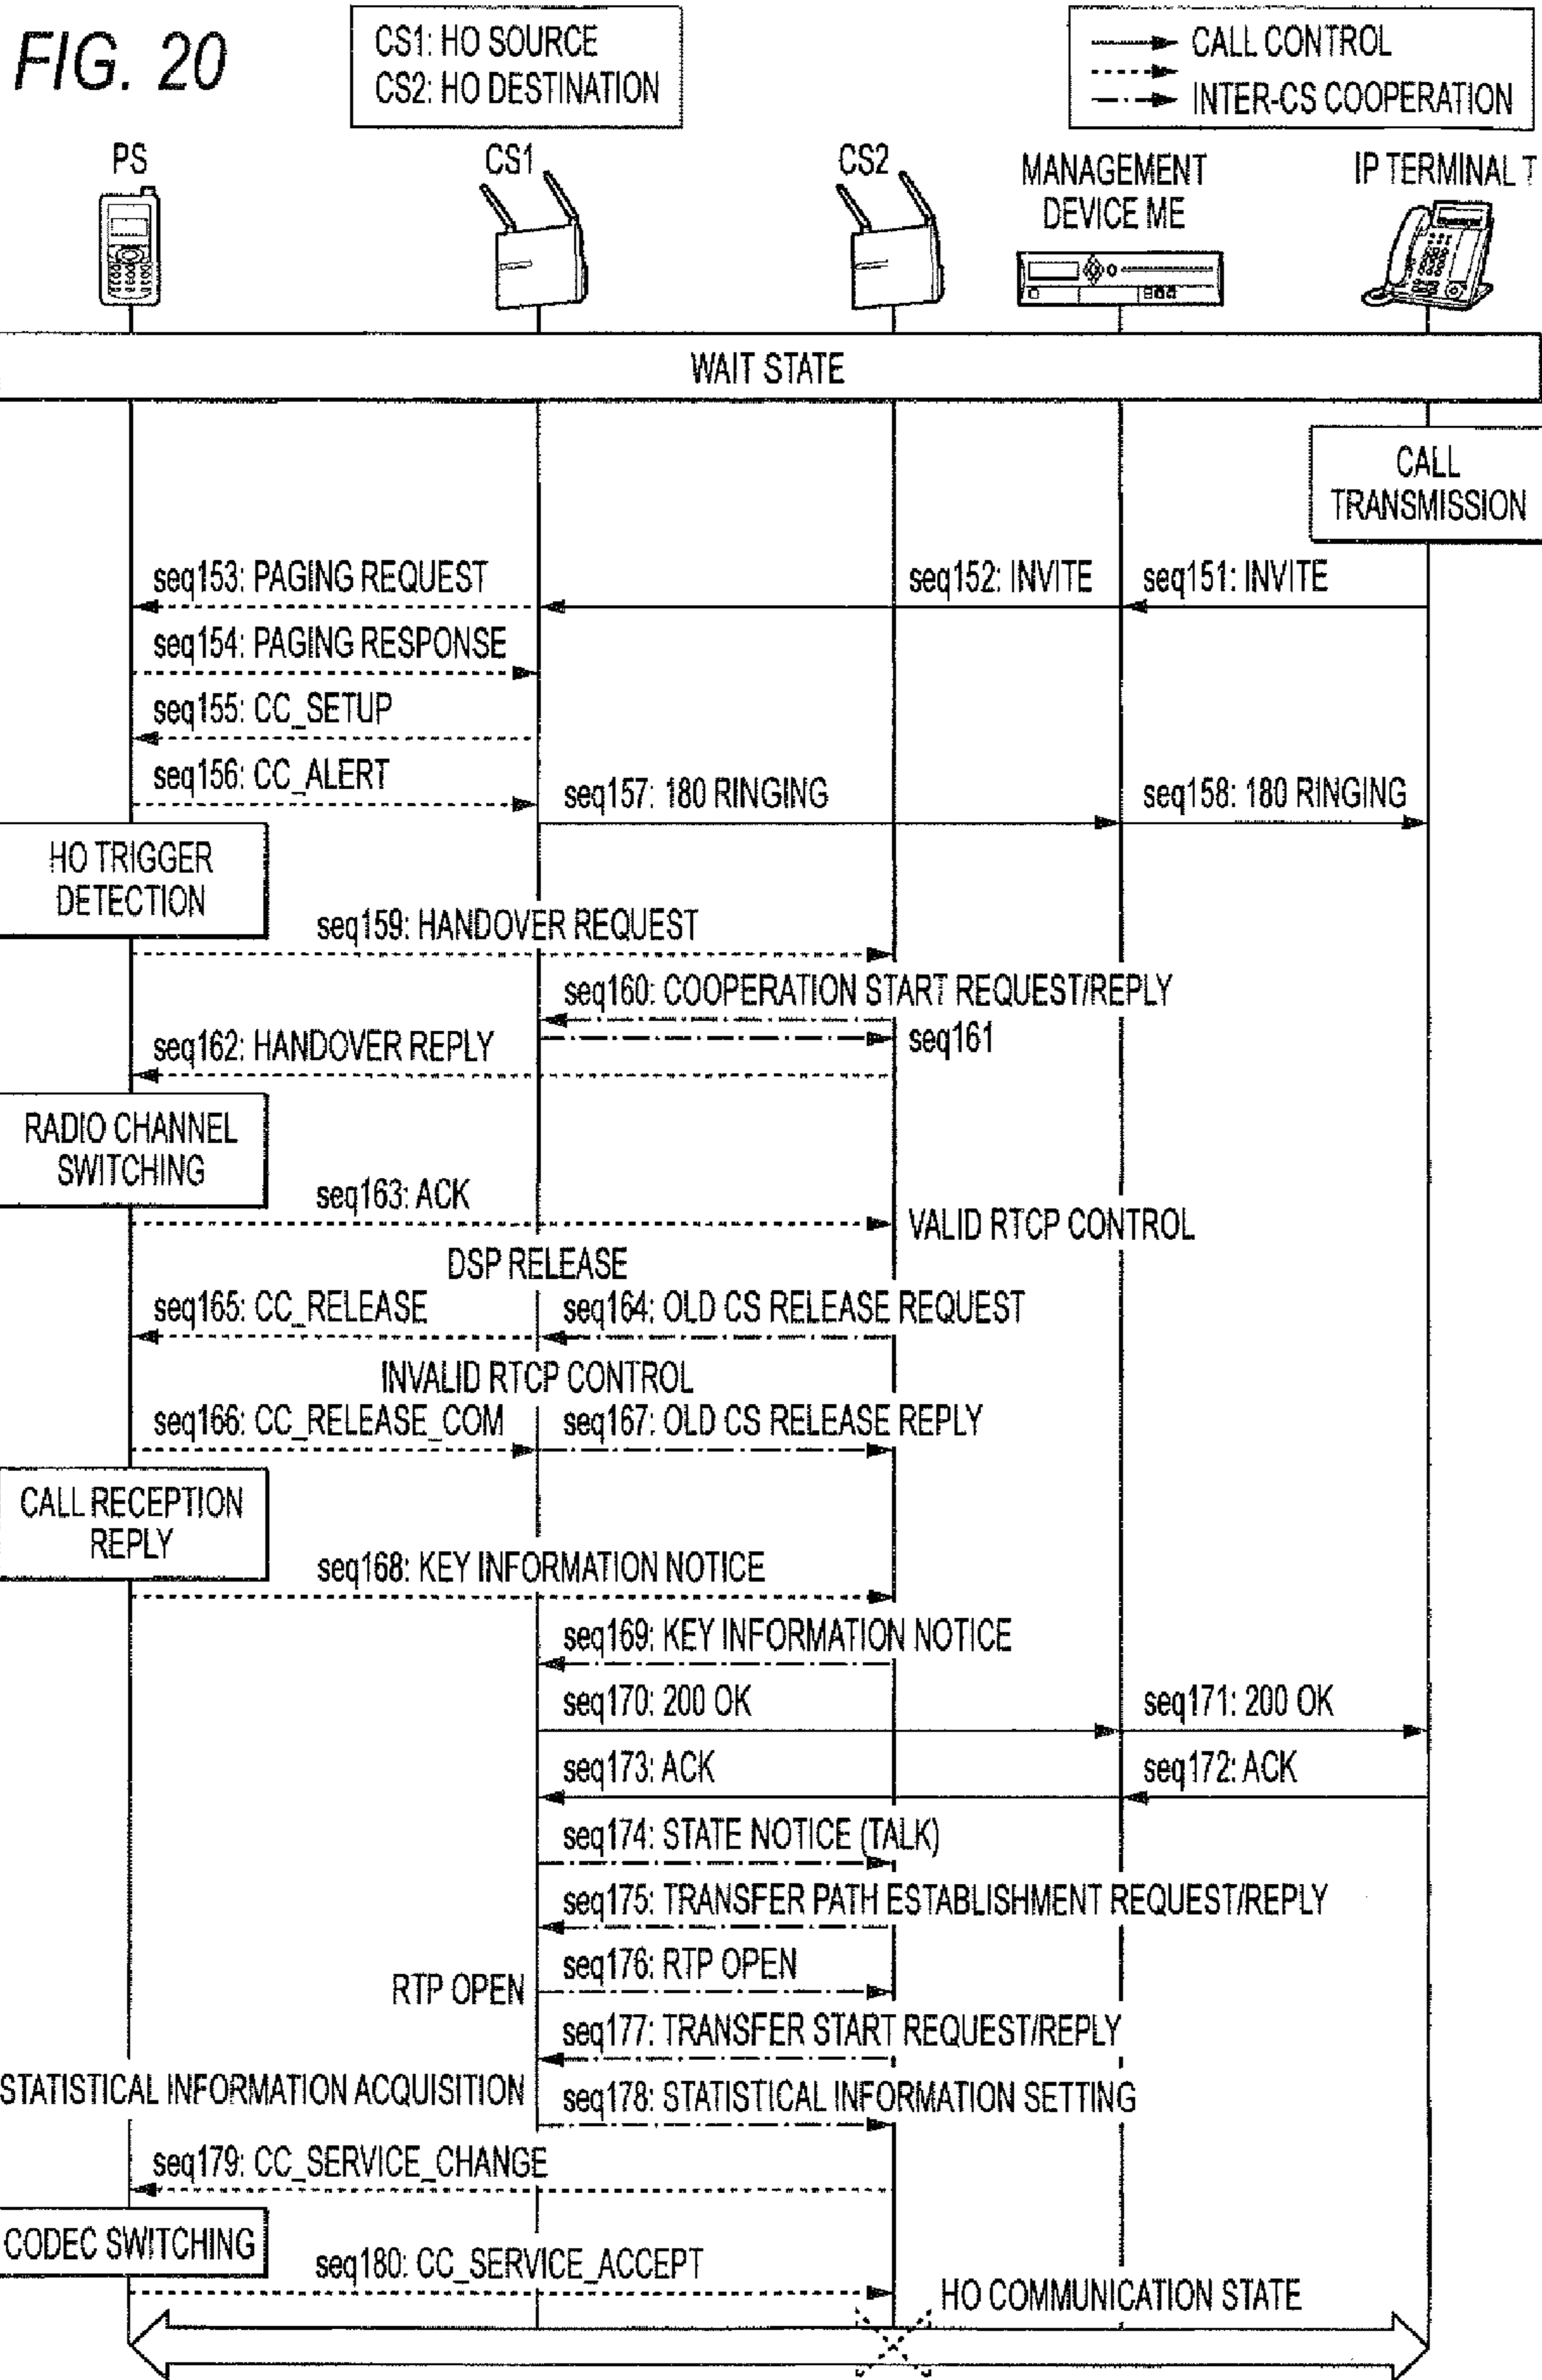 FIG. 20
CS1: HO SOURCE
CS2: HO DESTINATION
CALL CONTROL
INTER-CS COOPERATION
PS
CS1
CS2
MANAGEMENT
DEVICE ME
IP TERMINAL T
WAIT STATE
CALL
TRANSMISSION
seq153: PAGING REQUEST
seq152: INVITE
seq151: INVITE
seq154: PAGING RESPONSE
seq155: CC_SETUP
seq156: CC_ALERT
seq157: 180 RINGING
seq158: 180 RINGING
HO TRIGGER
DETECTION
seq159: HANDOVER REQUEST
seq160: COOPERATION START REQUEST/REPLY
seq161
seq162: HANDOVER REPLY
RADIO CHANNEL
SWITCHING
seq163: ACK
VALID RTCP CONTROL
DSP RELEASE
seq165: CC_RELEASE
seq164: OLD CS RELEASE REQUEST
INVALID RTCP CONTROL
seq166: CC_RELEASE_COM
seq167: OLD CS RELEASE REPLY
CALL RECEPTION
REPLY
seq168: KEY INFORMATION NOTICE
seq169: KEY INFORMATION NOTICE
seq170: 200 OK
seq171: 200 OK
seq173: ACK
seq172: ACK
seq174: STATE NOTICE (TALK)
seq175: TRANSFER PATH ESTABLISHMENT REQUEST/REPLY
seq176: RTP OPEN
RTP OPEN
seq177: TRANSFER START REQUEST/REPLY
STATISTICAL INFORMATION ACQUISITION
seq178: STATISTICAL INFORMATION SETTING
seq179: CC_SERVICE_CHANGE
CODEC SWITCHING
seq180: CC_SERVICE_ACCEPT
HO COMMUNICATION STATE